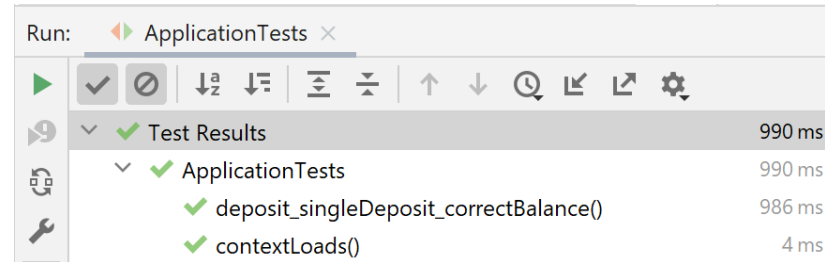 Run: ApplicationTests
Test Results 990 ms
ApplicationTests 990 ms
deposit_singleDeposit_correctBalance() 986 ms
contextLoads() 4 ms